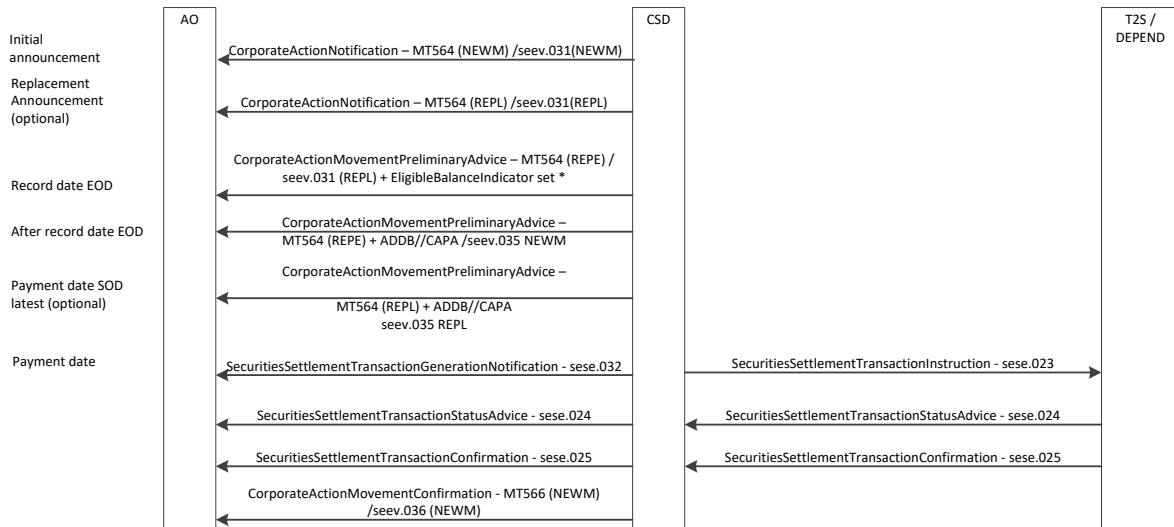 AO
CSD
T2S /
DEPEND
Initial
announcement
CorporateActionNotification – MT564 (NEWM) /seev.031(NEWM)
Replacement
Announcement
(optional)
CorporateActionNotification – MT564 (REPL) /seev.031(REPL)
Record date EOD
CorporateActionMovementPreliminaryAdvice – MT564 (REPE) /
seev.031 (REPL) + EligibleBalanceIndicator set *
After record date EOD
CorporateActionMovementPreliminaryAdvice –
MT564 (REPE) + ADDB//CAPA /seev.035 NEWM
Payment date SOD
latest (optional)
CorporateActionMovementPreliminaryAdvice –
MT564 (REPL) + ADDB//CAPA
seev.035 REPL
Payment date
SecuritiesSettlementTransactionGenerationNotification - sese.032
SecuritiesSettlementTransactionInstruction - sese.023
SecuritiesSettlementTransactionStatusAdvice - sese.024
SecuritiesSettlementTransactionStatusAdvice - sese.024
SecuritiesSettlementTransactionConfirmation - sese.025
SecuritiesSettlementTransactionConfirmation - sese.025
CorporateActionMovementConfirmation - MT566 (NEWM)
/seev.036 (NEWM)